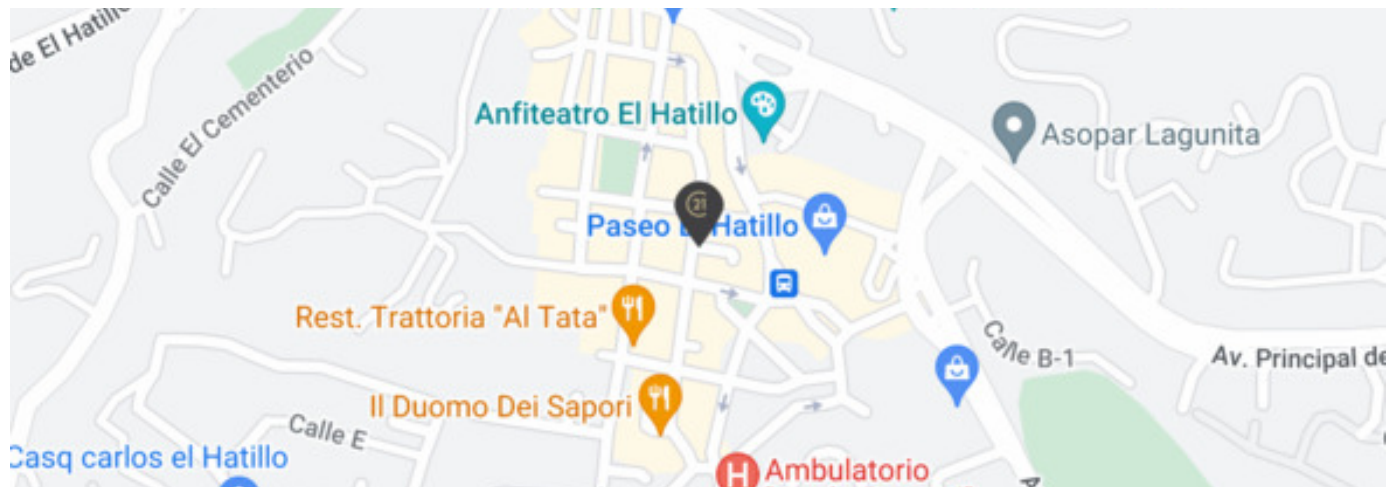 de El Hatillo
Calle El Cementerio
Anfiteatro El Hatillo
Asopar Lagunita
21
Paseo El Hatillo
Rest. Trattoria "Al Tata"
Calle B-1
Av. Principal de
Il Duomo Dei Sapori
Calle E
Casq carlos el Hatillo
H
Ambulatorio
A